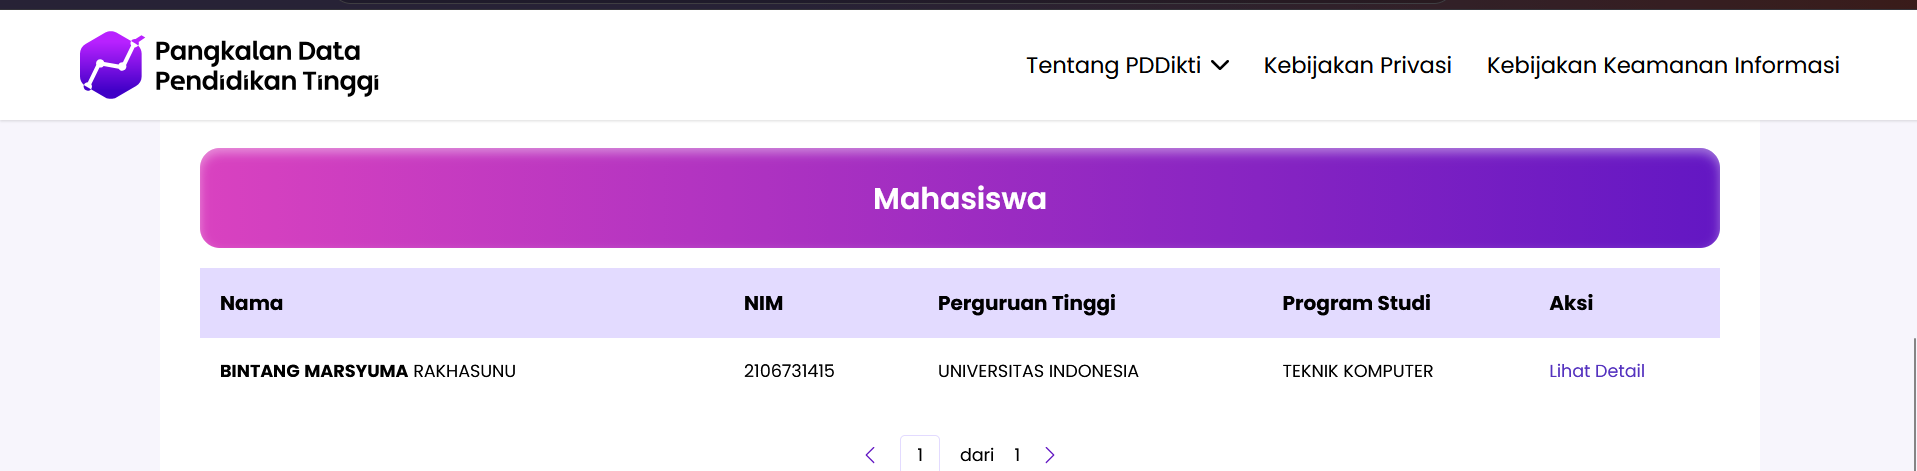 Pangkalan Data
Pendidikan Tinggi
Tentang PDDikti
Kebijakan Privasi
Kebijakan Keamanan Informasi
Mahasiswa
Nama NIM Perguruan Tinggi Program Studi Aksi
BINTANG MARSYUMA RAKHASUNU 2106731415 UNIVERSITAS INDONESIA TEKNIK KOMPUTER Lihat Detail
1 dari 1